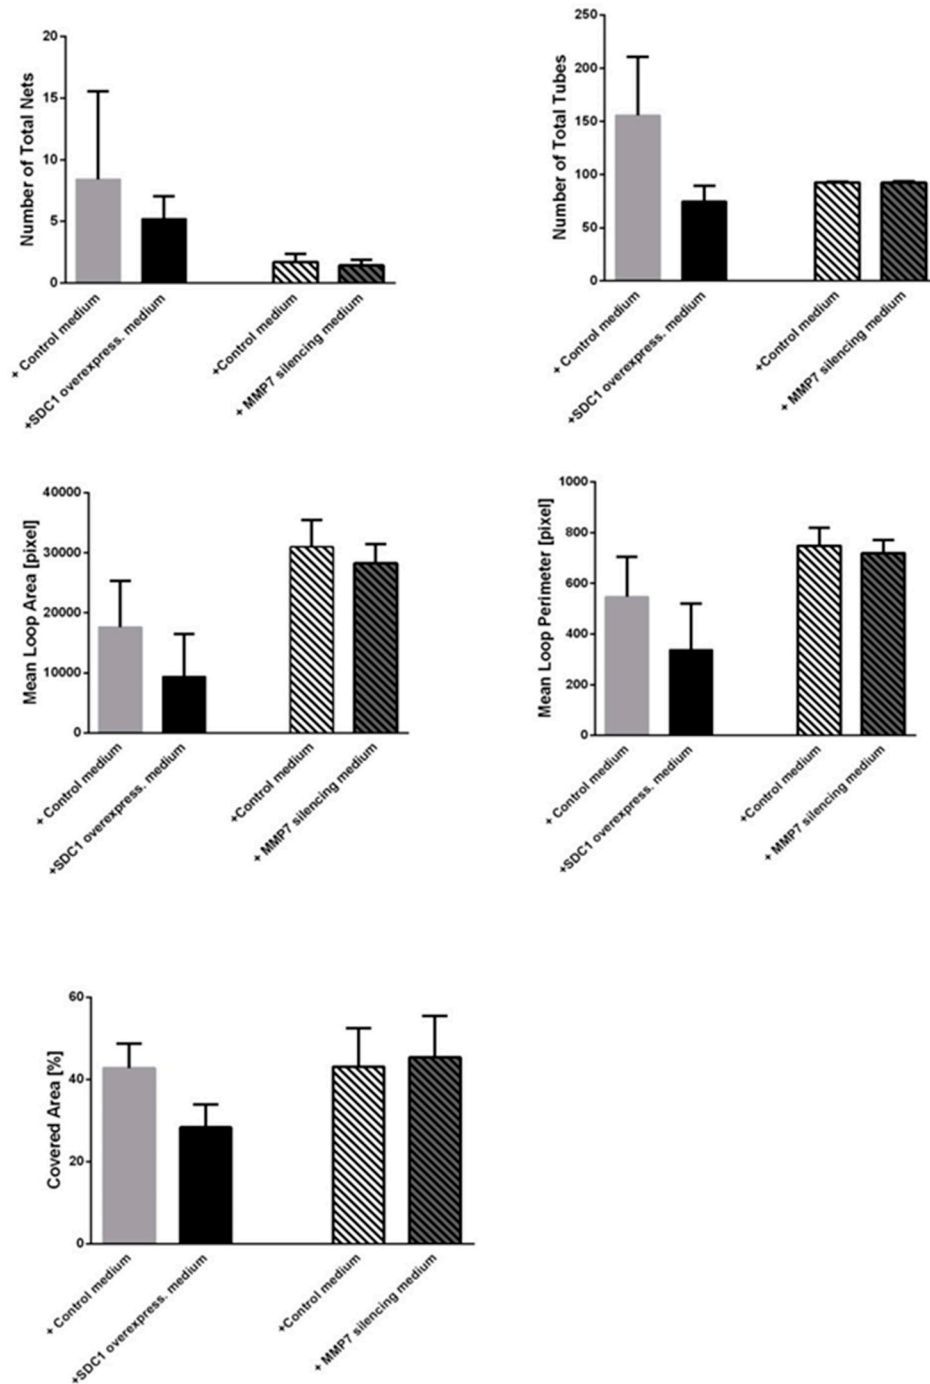 Number of Total Nets
20
15
10
5
0
+ Control medium
+SDC1 overexpress. medium
+Control medium
+ MMP7 silencing medium
Number of Total Tubes
250
200
150
100
50
0
+ Control medium
+SDC1 overexpress. medium
+Control medium
+ MMP7 silencing medium
Mean Loop Area [pixel]
40000
30000
20000
10000
0
+ Control medium
+SDC1 overexpress. medium
+Control medium
+ MMP7 silencing medium
Mean Loop Perimeter [pixel]
1000
800
600
400
200
0
+ Control medium
+SDC1 overexpress. medium
+Control medium
+ MMP7 silencing medium
Covered Area [%]
60
40
20
0
+ Control medium
+SDC1 overexpress. medium
+Control medium
+ MMP7 silencing medium